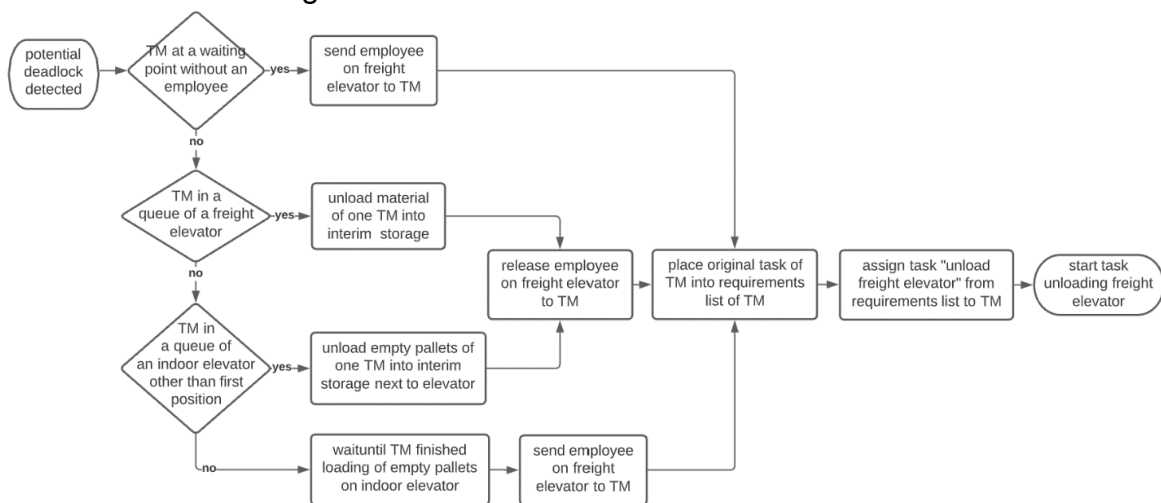 potential
deadlock
detected
TM at a waiting
point without an
employee
yes
send employee
on freight
elevator to TM
no
TM in a
queue of a freight
elevator
yes
unload material
of one TM into
interim storage
no
release employee
on freight elevator
to TM
place original task of
TM into requirements
list of TM
assign task "unload
freight elevator" from
requirements list to TM
start task
unloading freight
elevator
TM in
a queue of
an indoor elevator
other than first
position
yes
unload empty pallets of
one TM into interim
storage next to elevator
no
waituntil TM finished
loading of empty pallets
on indoor elevator
send employee
on freight
elevator to TM